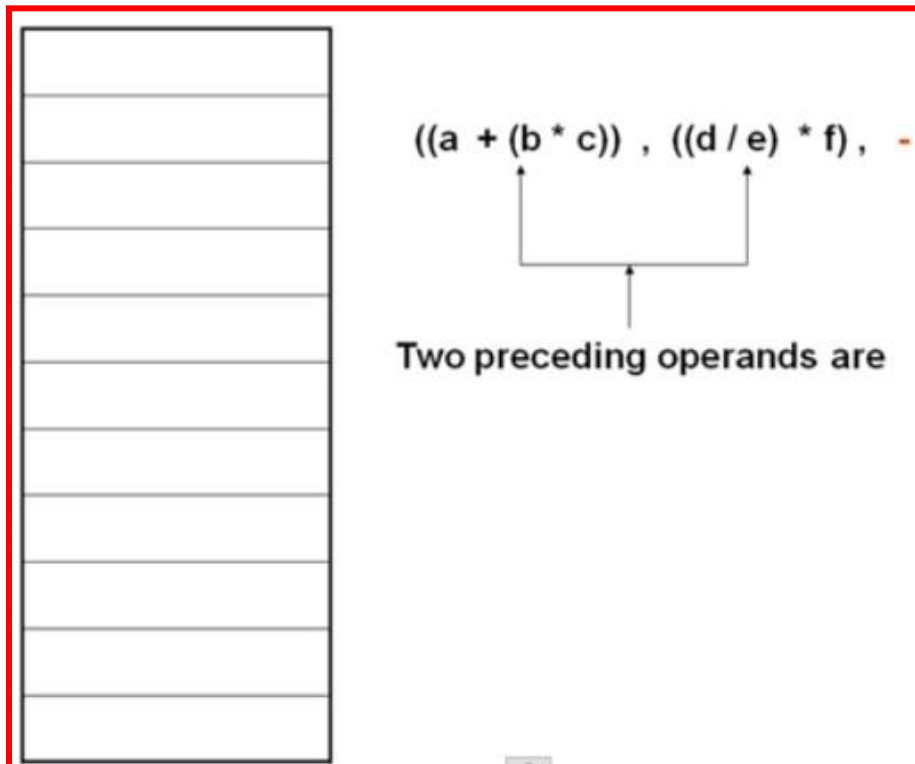 ((a + (b * c)) , ((d / e) * f) , -
Two preceding operands are